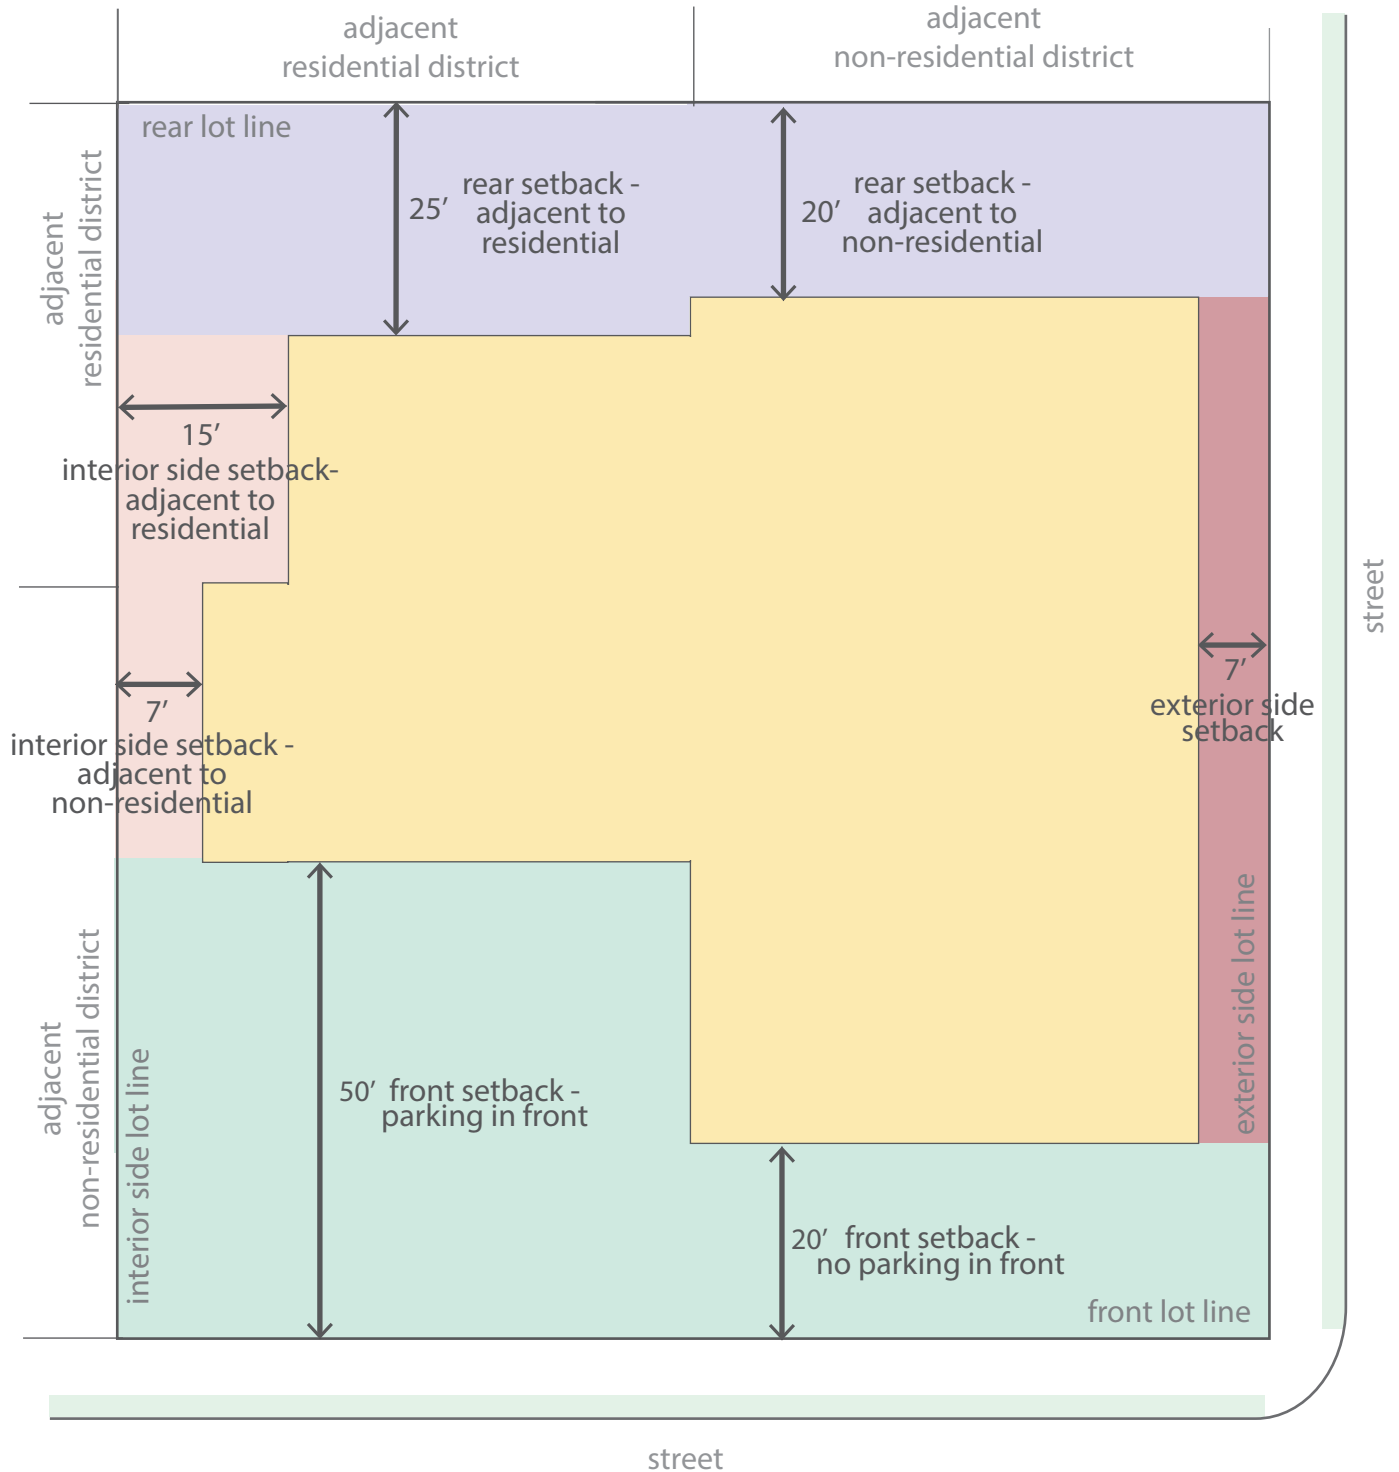 adjacent
residential district
adjacent
non-residential district
rear lot line
adjacent
residential district
25’
rear setback -
adjacent to
residential
20’
rear setback -
adjacent to
non-residential
15’
interior side setback-
adjacent to
residential
7’
interior side setback -
adjacent to
non-residential
7’
exterior side
setback
street
exterior side lot line
adjacent
non-residential district
interior side lot line
50’ front setback -
parking in front
20’ front setback -
no parking in front
front lot line
street